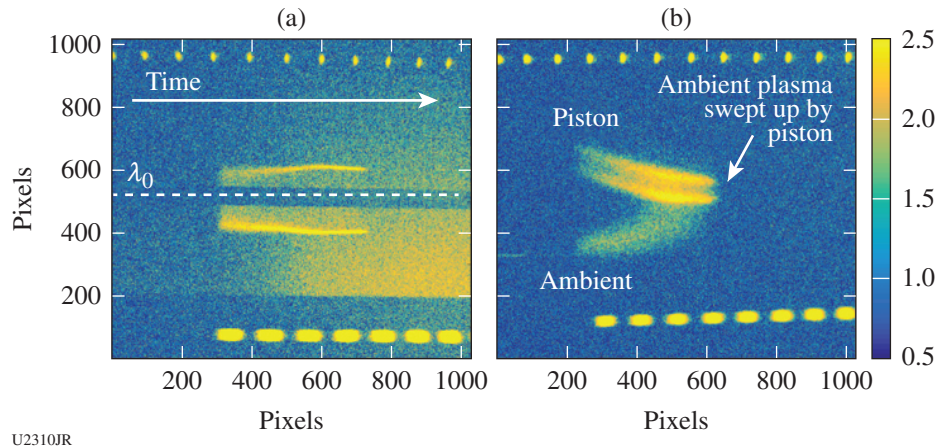 (a)
(b)
1000
800
600
400
200
Pixels
Time
λ0
200
400
600
800
1000
Pixels
Piston
Ambient plasma
swept up by
piston
Ambient
200
400
600
800
1000
Pixels
2.5
2.0
1.5
1.0
0.5
U2310JR